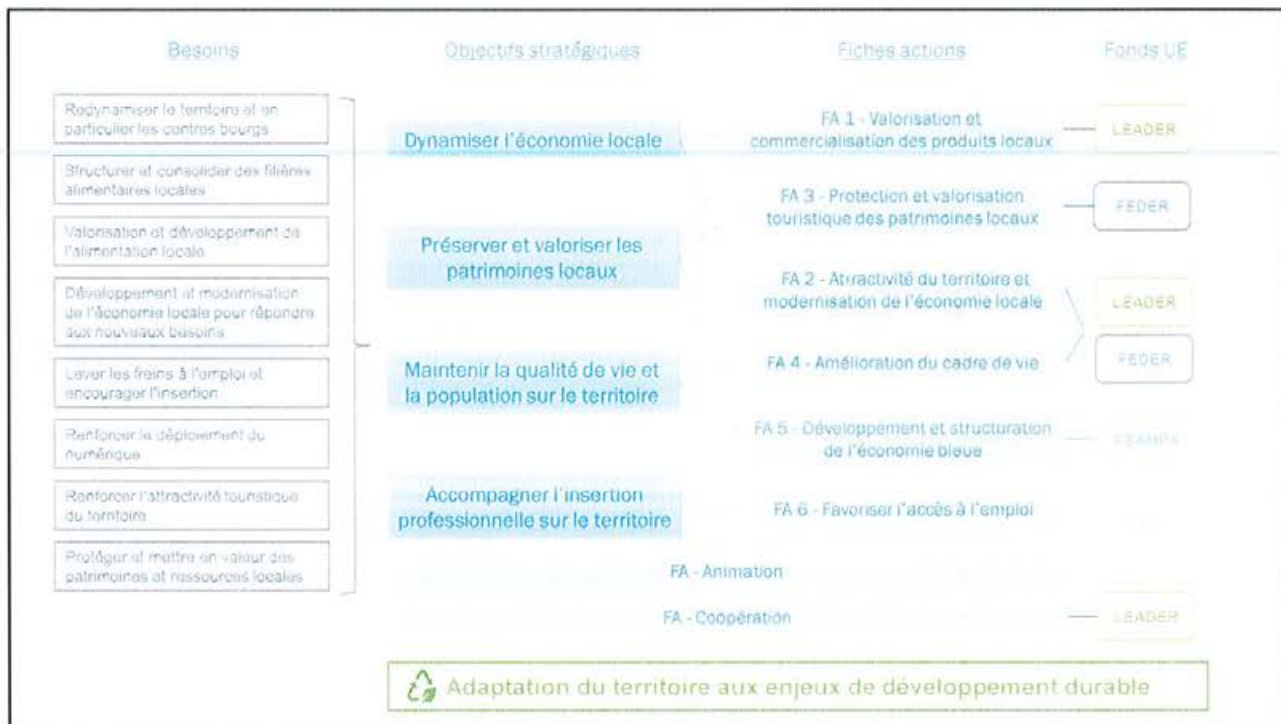 Besoins
Objectifs stratégiques
Fiches actions
Fonds UE
Redynamiser le territoire et en
particulier les centres bourgs
Structurer et consolider des filières
alimentaires locales
Valorisation et développement de
l'alimentation locale
Développement et modernisation
de l'économie locale pour répondre
aux nouveaux besoins
Lever les freins à l'emploi et
encourager l'insertion
Renforcer le déploiement du
numérique
Renforcer l'attractivité touristique
du territoire
Protéger et mettre en valeur des
patrimoines et ressources locales
Dynamiser l'économie locale
Préserver et valoriser les
patrimoines locaux
Maintenir la qualité de vie et
la population sur le territoire
Accompagner l'insertion
professionnelle sur le territoire
FA 1 - Valorisation et
commercialisation des produits locaux
LEADER
FA 3 - Protection et valorisation
touristique des patrimoines locaux
FEDER
FA 2 - Attractivité du territoire et
modernisation de l'économie locale
LEADER
FA 4 - Amélioration du cadre de vie
FEDER
FA 5 - Développement et structuration
de l'économie bleue
FEAMPA
FA 6 - Favoriser l'accès à l'emploi
FA - Animation
FA - Coopération
LEADER
Adaptation du territoire aux enjeux de développement durable